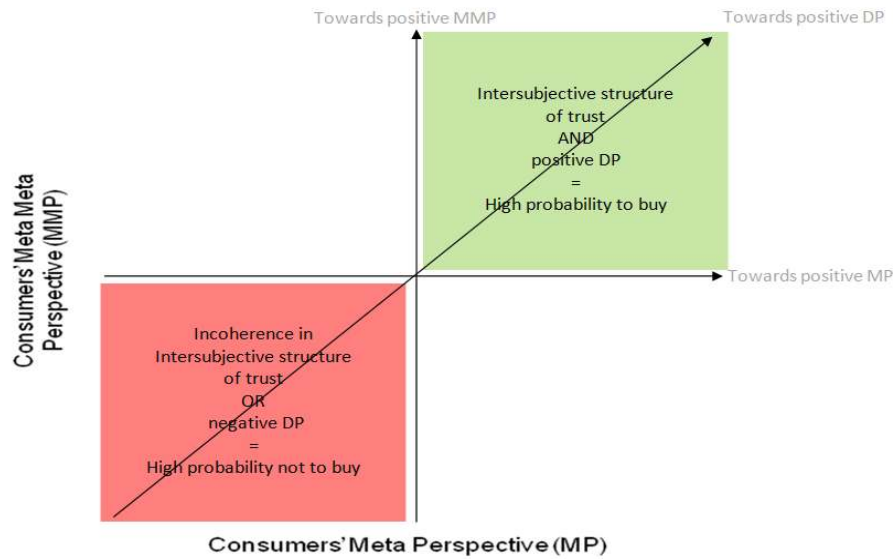 Towards positive MMP
Towards positive DP
Intersubjective structure
of trust
AND
positive DP
=
High probability to buy
Consumers' Meta Meta
Perspective (MMP)
Towards positive MP
Incoherence in
Intersubjective structure
of trust
OR
negative DP
=
High probability not to buy
Consumers' Meta Perspective (MP)